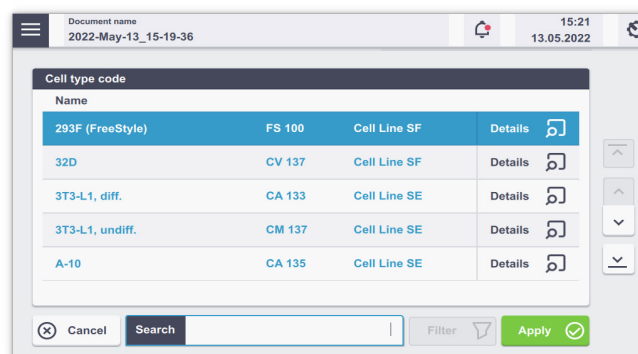 Document name
2022-May-13_15-19-36
15:21
13.05.2022
Cell type code
Name
293F (FreeStyle) FS 100 Cell Line SF Details
32D CV 137 Cell Line SF Details
3T3-L1, diff. CA 133 Cell Line SE Details
3T3-L1, undiff. CM 137 Cell Line SE Details
A-10 CA 135 Cell Line SE Details
Cancel Search Filter Apply